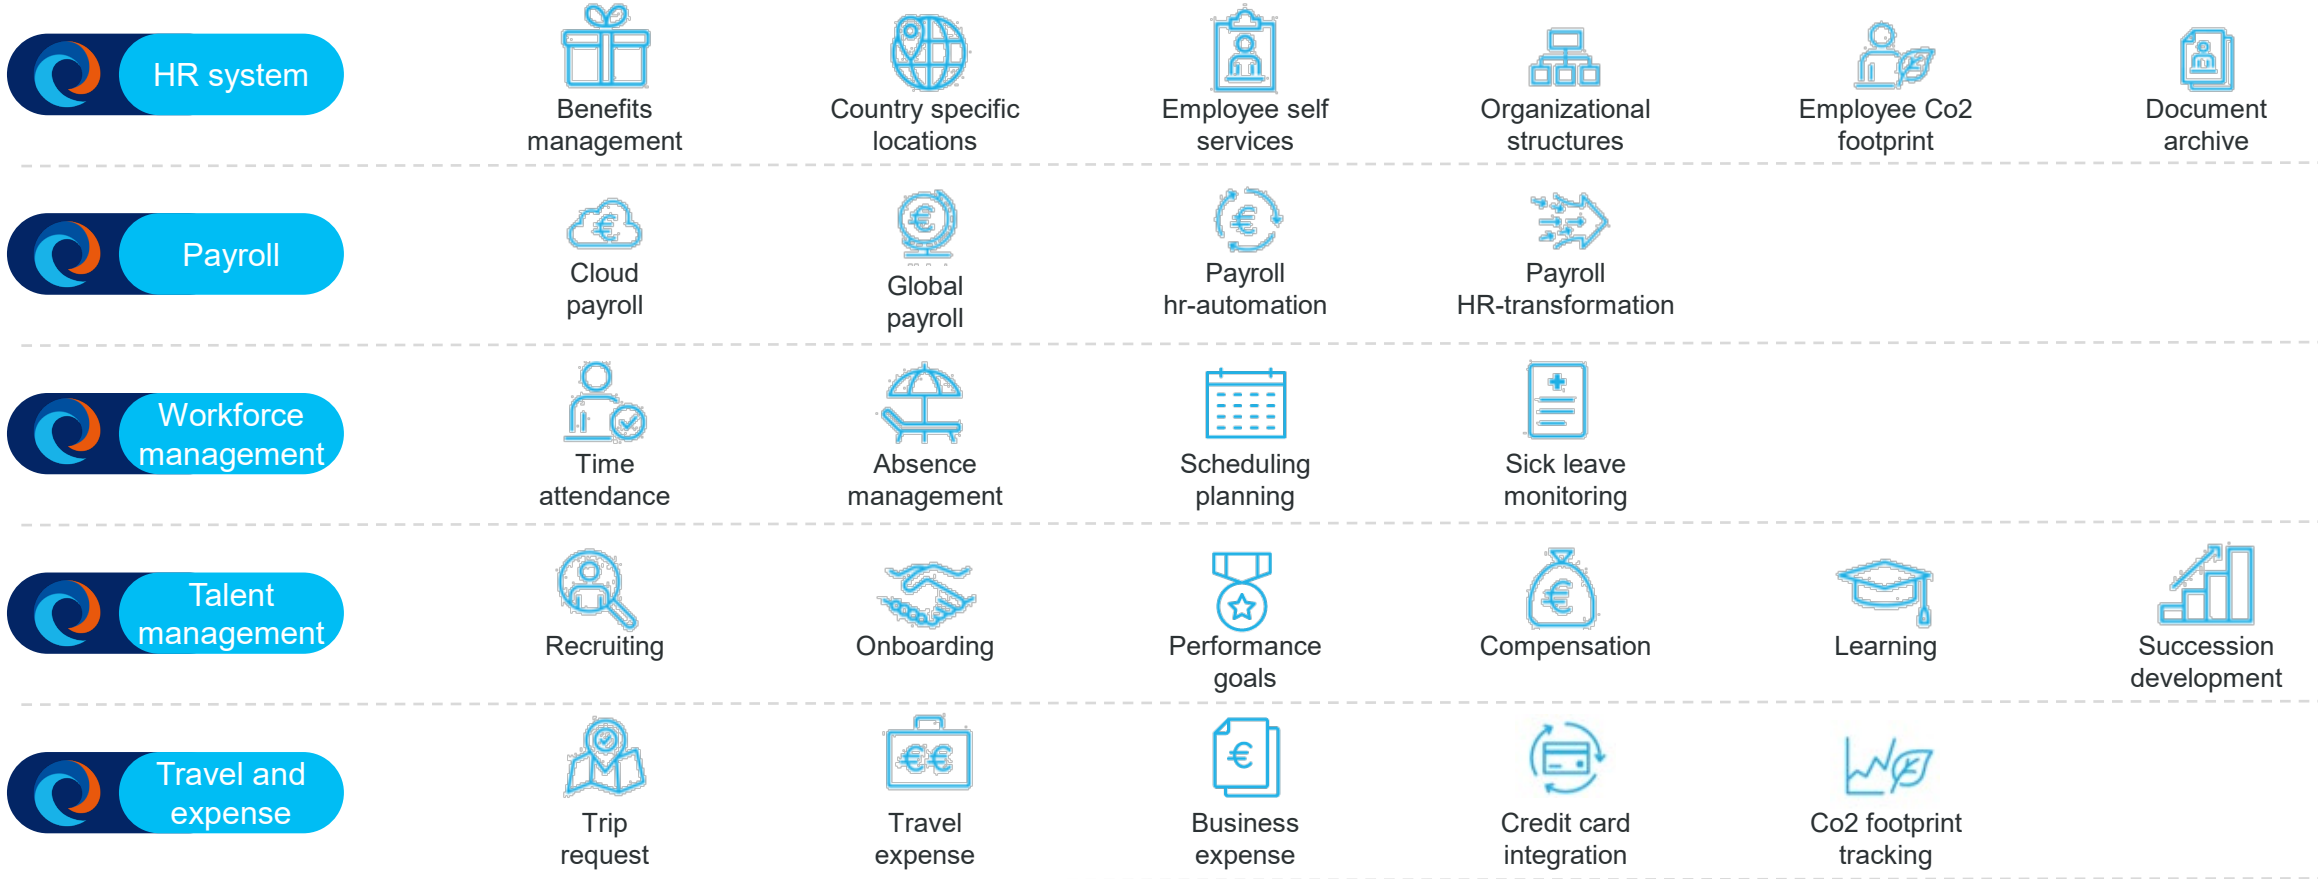 HR system
Benefits
management
Country specific
locations
Employee self
services
Organizational
structures
Employee Co2
footprint
Document
archive
Payroll
Cloud
payroll
Global
payroll
Payroll
hr-automation
Payroll
HR-transformation
Workforce
management
Time
attendance
Absence
management
Scheduling
planning
Sick leave
monitoring
Talent
management
Recruiting
Onboarding
Performance
goals
Compensation
Learning
Succession
development
Travel and
expense
Trip
request
Travel
expense
Business
expense
Credit card
integration
Co2 footprint
tracking